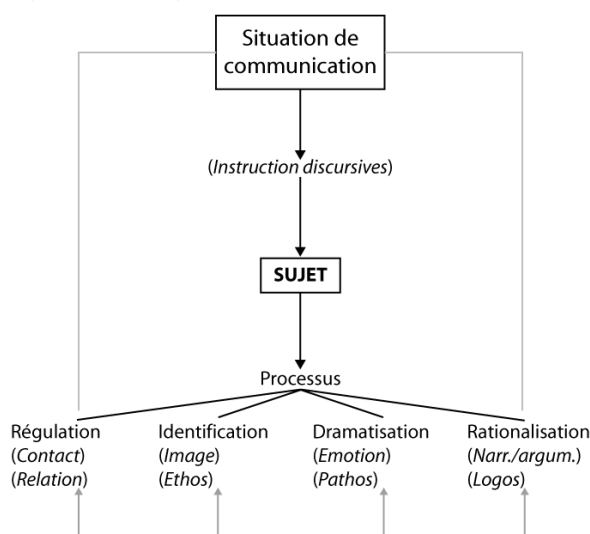 Situation de
communication
(Instruction discursives)
SUJET
Processus
Régulation
(Contact)
(Relation)
Identification
(Image)
(Ethos)
Dramatisation
(Emotion)
(Pathos)
Rationalisation
(Narr./argum.)
(Logos)